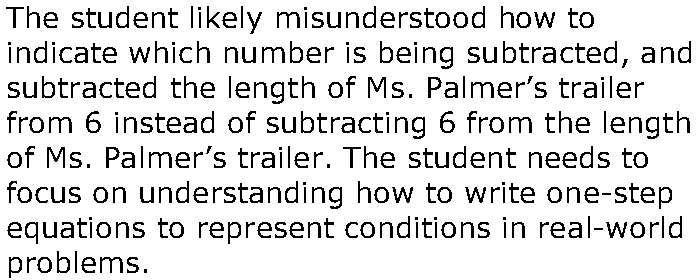 The student likely misunderstood how to
indicate which number is being subtracted, and
subtracted the length of Ms. Palmer’s trailer
from 6 instead of subtracting 6 from the length
of Ms. Palmer’s trailer. The student needs to
focus on understanding how to write one-step
equations to represent conditions in real-world
problems.